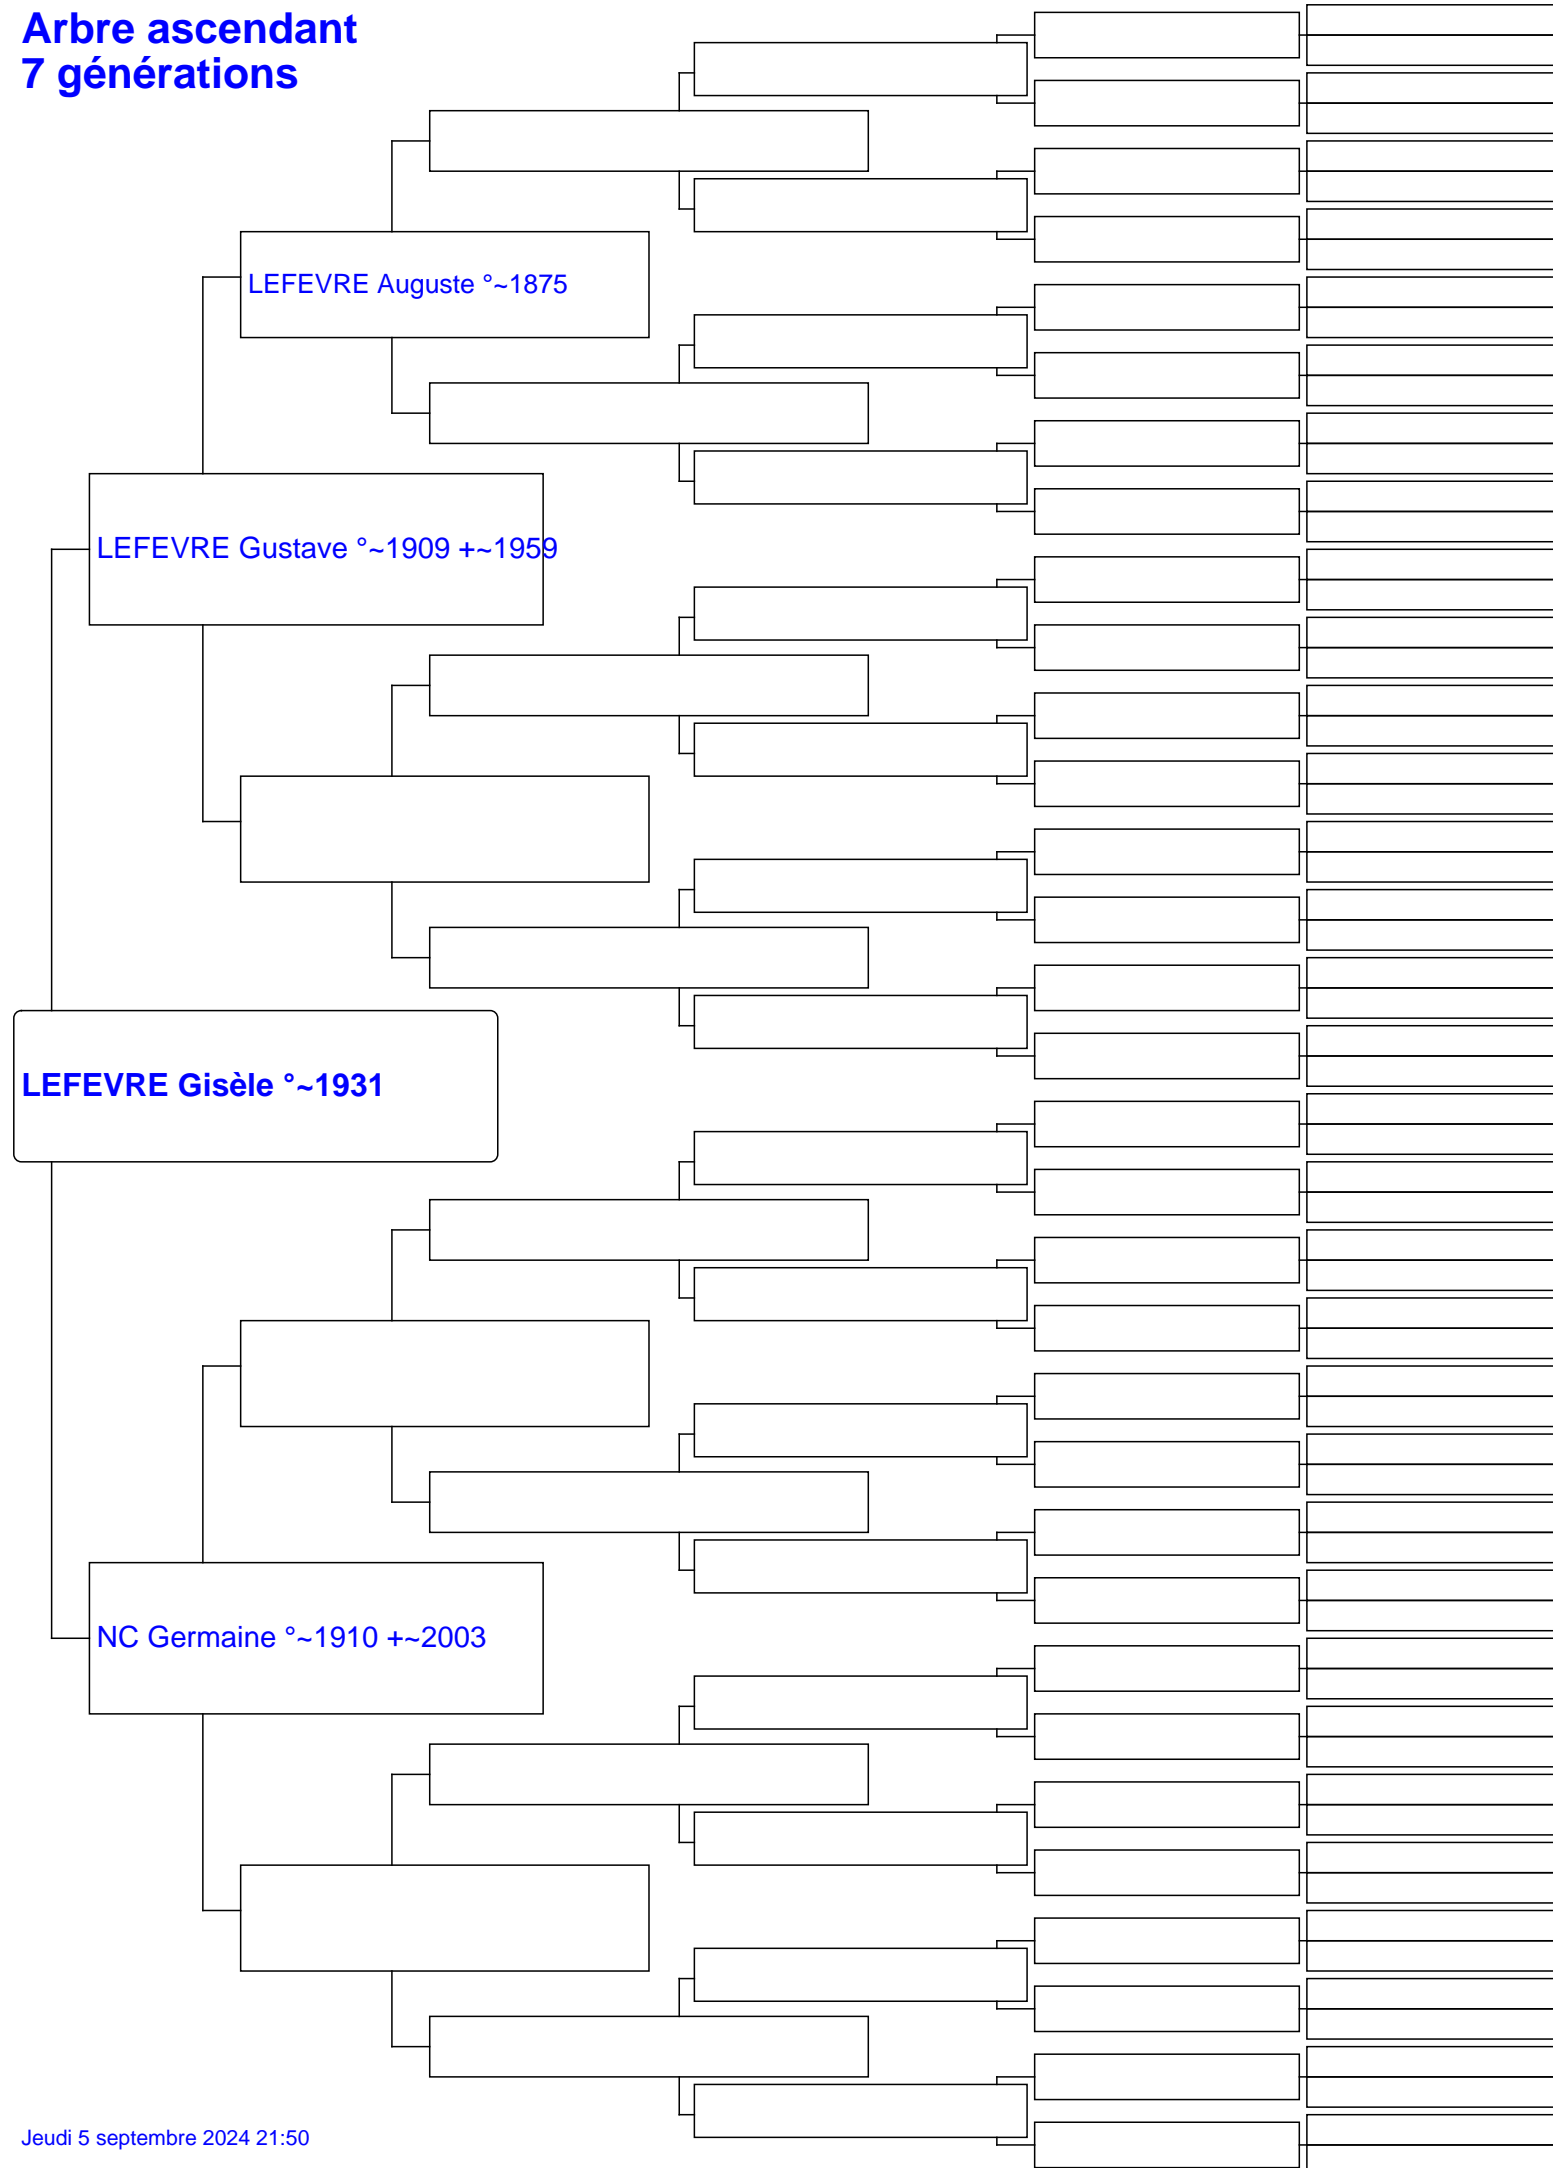 Arbre ascendant
7 générations
LEFEVRE Auguste °~1875
LEFEVRE Gustave °~1909 +~1959
LEFEVRE Gisèle °~1931
NC Germaine °~1910 +~2003
Jeudi 5 septembre 2024 21:50